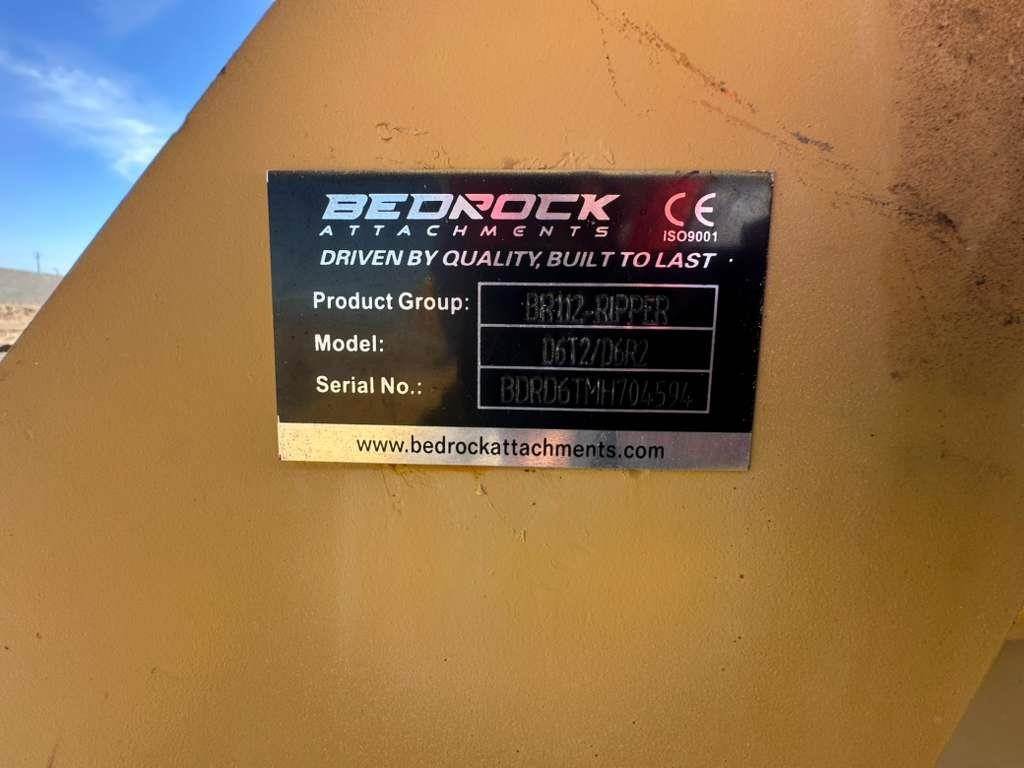 BEDROCK CE
ATTACHMENTS ISO9001
DRIVEN BY QUALITY, BUILT TO LAST
Product Group: BR112-RIPPER
Model: D6T2/D6R2
Serial No.: BDRD6TMH704594
www.bedrockattachments.com